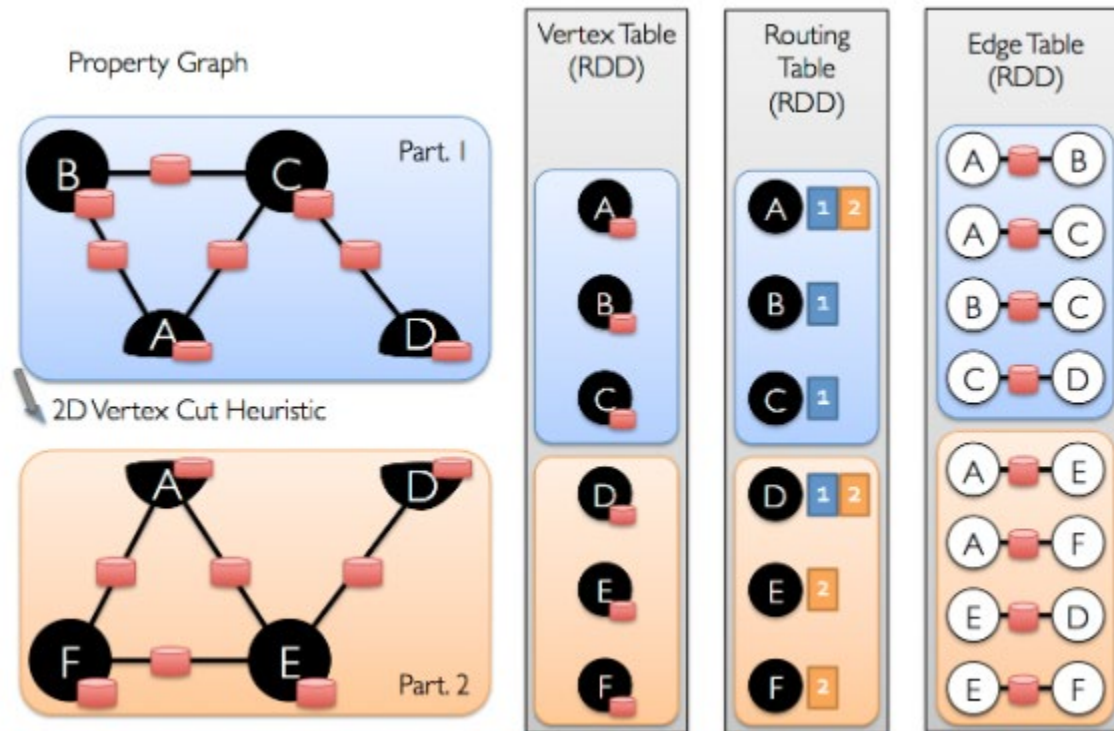 Property Graph
Part. 1
B
C
A
D
2D Vertex Cut Heuristic
A
D
F
E
Part. 2
Vertex Table
(RDD)
A
B
C
D
E
F
Routing
Table
(RDD)
A 1 2
B 1
C 1
D 1 2
E 2
F 2
Edge Table
(RDD)
A B
A C
B C
C D
A E
A F
E D
E F